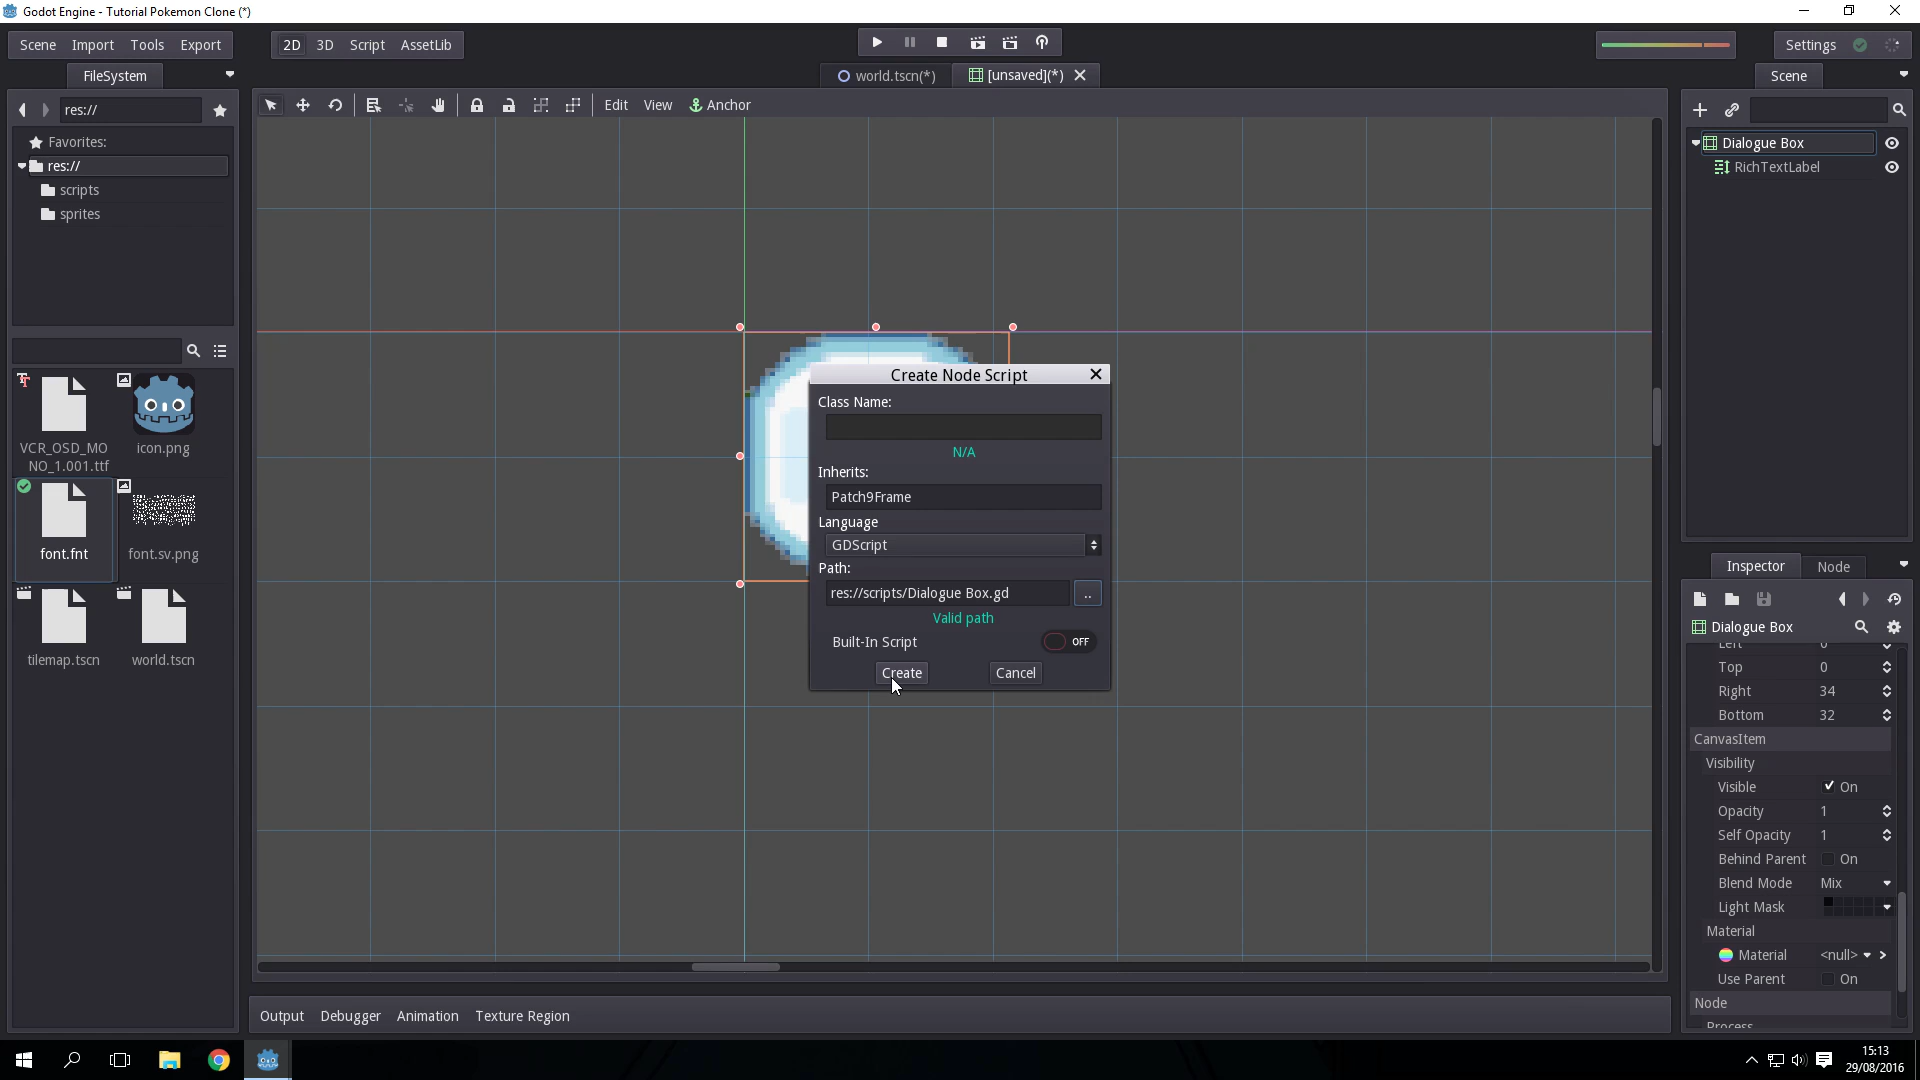 Godot Engine - Tutorial Pokemon Clone (*)
Scene Import Tools Export
2D 3D Script AssetLib
Settings
FileSystem
world.tscn(*)
[unsaved](*)
Scene
res://
Edit View Anchor
Favorites:
res://
scripts
sprites
Dialogue Box
RichTextLabel
VCR_OSD_MO
NO_1.001.ttf
icon.png
font.fnt
font.sv.png
tilemap.tscn
world.tscn
Create Node Script
Class Name:
N/A
Inherits:
Patch9Frame
Language
GDScript
Path:
res://scripts/Dialogue Box.gd
..
Valid path
Built-In Script
OFF
Create
Cancel
Inspector Node
Dialogue Box
Left 0
Top 0
Right 34
Bottom 32
CanvasItem
Visibility
Visible On
Opacity 1
Self Opacity 1
Behind Parent On
Blend Mode Mix
Light Mask
Material
Material <null>
Use Parent On
Node
Process
Output Debugger Animation Texture Region
15:13
29/08/2016